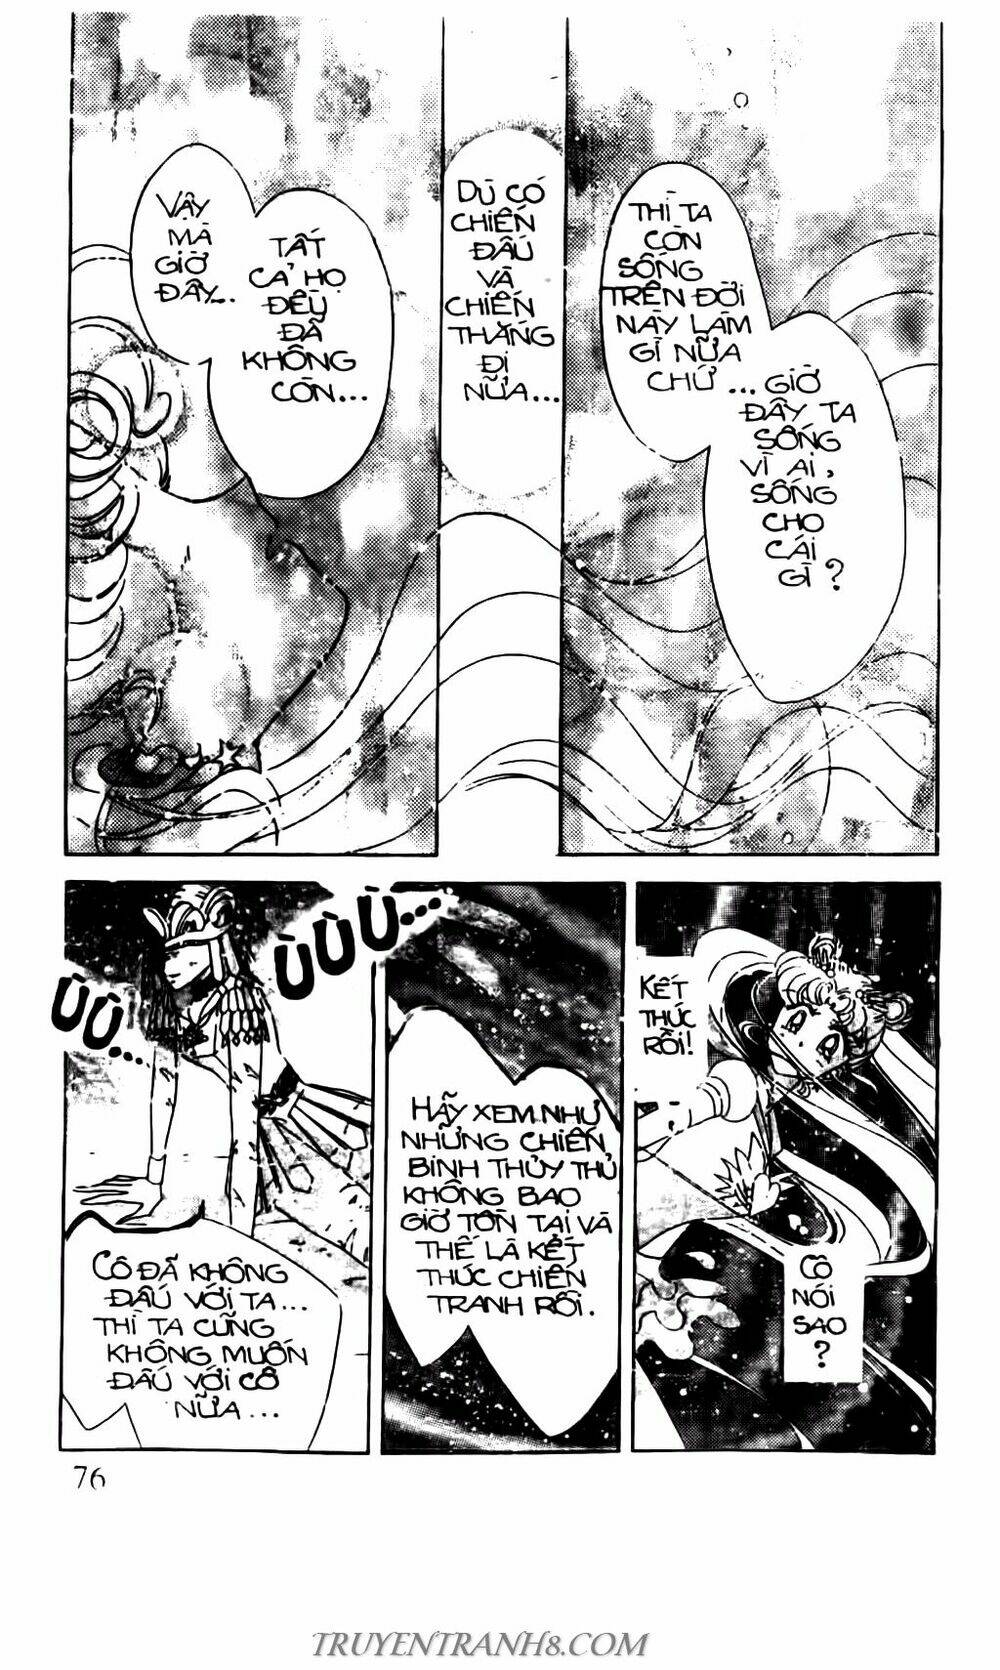 VẬY
MÀ
GIỜ
ĐÂY...
TẤT
CẢ HỌ
ĐỀU
ĐÃ
KHÔNG
CÒN...
DÙ CÓ
CHIẾN
ĐẤU
VÀ
CHIẾN
THẮNG
ĐI
NỮA...
THÌ TA
CÒN
SỐNG
TRÊN ĐỜI
NÀY LÀM
GÌ NỮA
CHỨ
... GIỜ
ĐÂY TA
SỐNG
VÌ AI,
SỐNG
CHO
CÁI
GÌ?
ÙÙ...
ÙÙÙ...
CÔ ĐÃ KHÔNG
ĐẤU VỚI TA...
THÌ TA CŨNG
KHÔNG MUỐN
ĐẤU VỚI CÔ
NỮA...
HÃY XEM NHƯ
NHỮNG CHIẾN
BINH THỦY THỦ
KHÔNG BAO
GIỜ TỒN TẠI VÀ
THẾ LÀ KẾT
THÚC CHIẾN
TRANH RỒI.
KẾT
THÚC
RỒI!
CÔ
NÓI
SAO
?
76
TRUYENTRANH8.COM